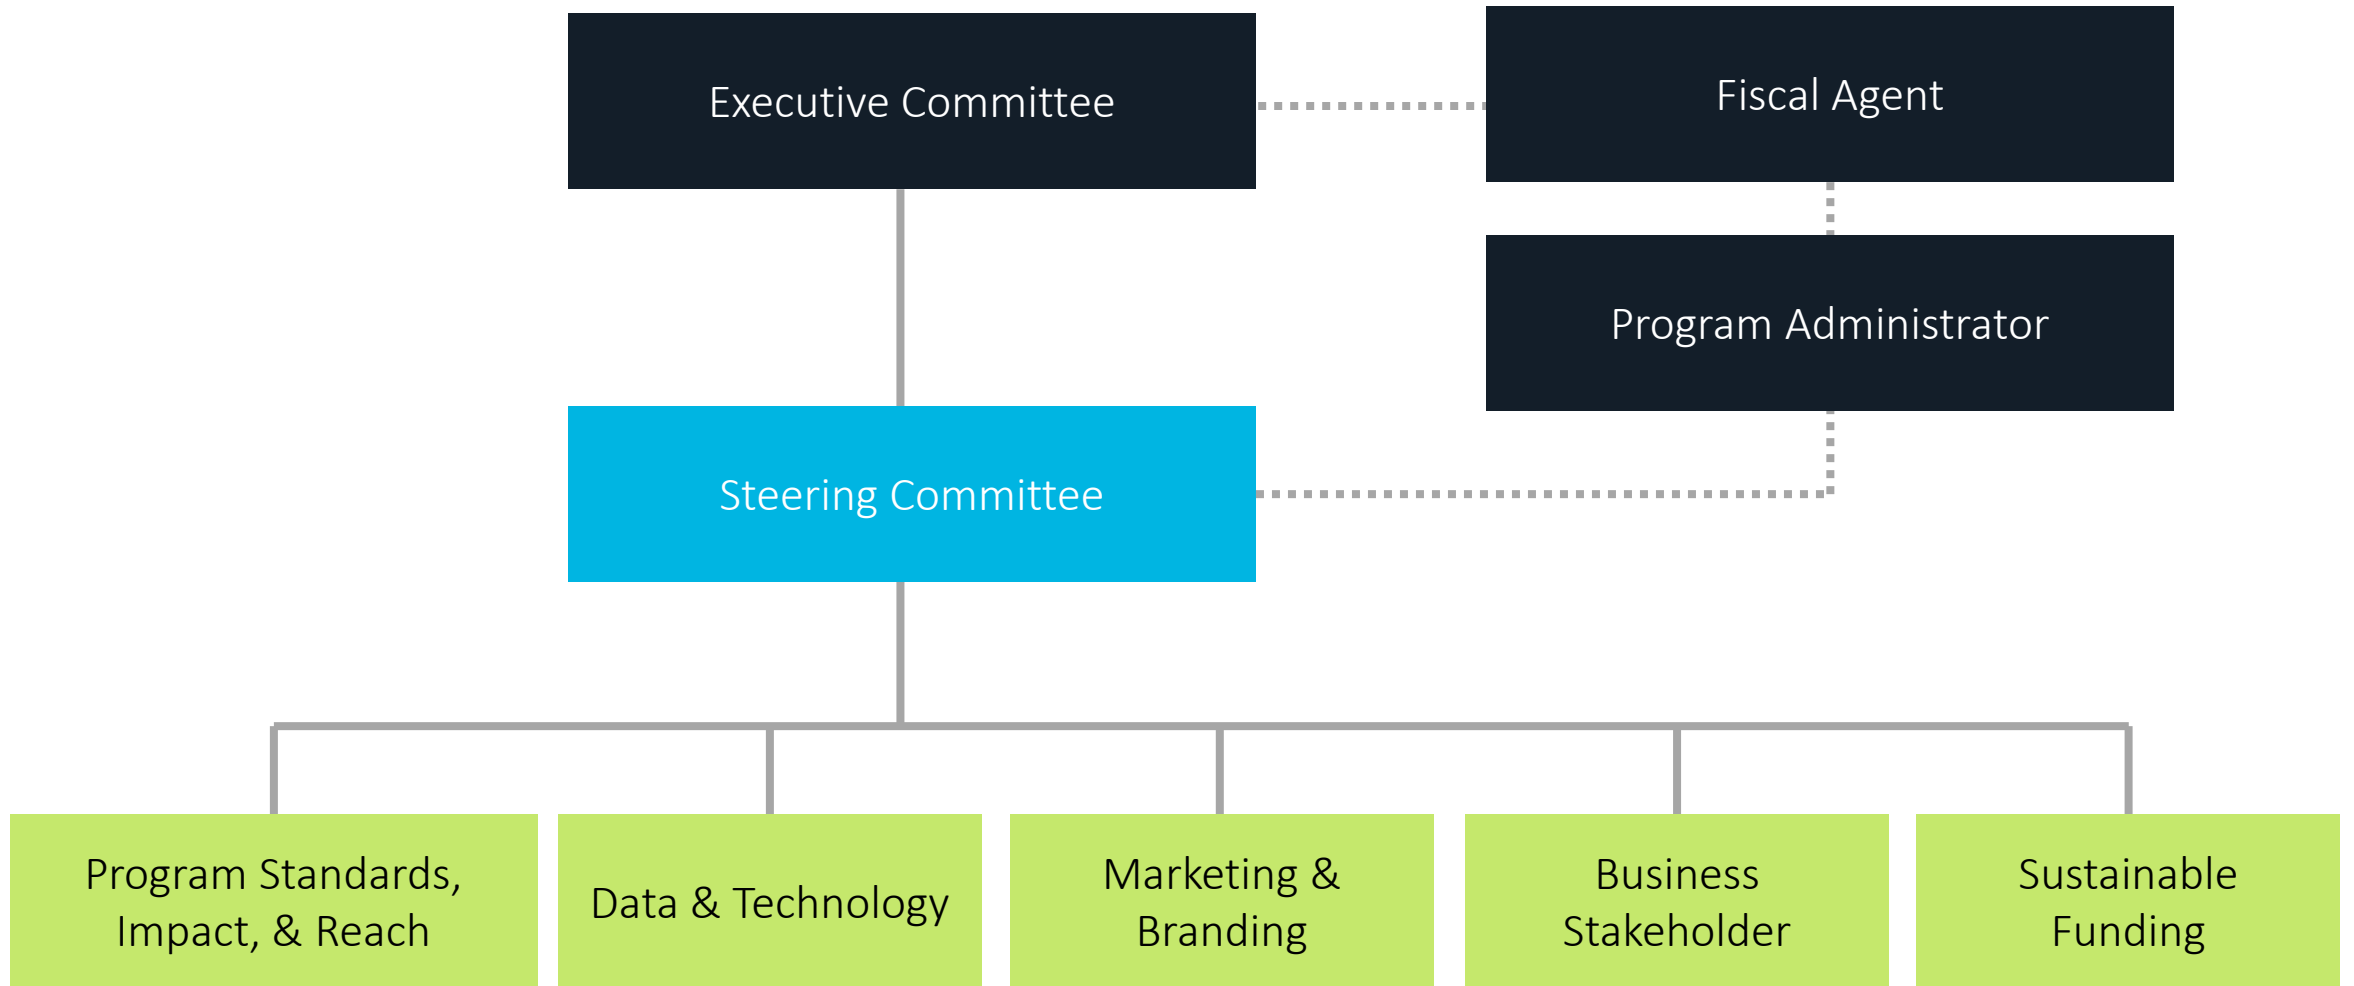 Executive Committee
Fiscal Agent
Program Administrator
Steering Committee
Program Standards,
Impact, & Reach
Data & Technology
Marketing &
Branding
Business
Stakeholder
Sustainable
Funding